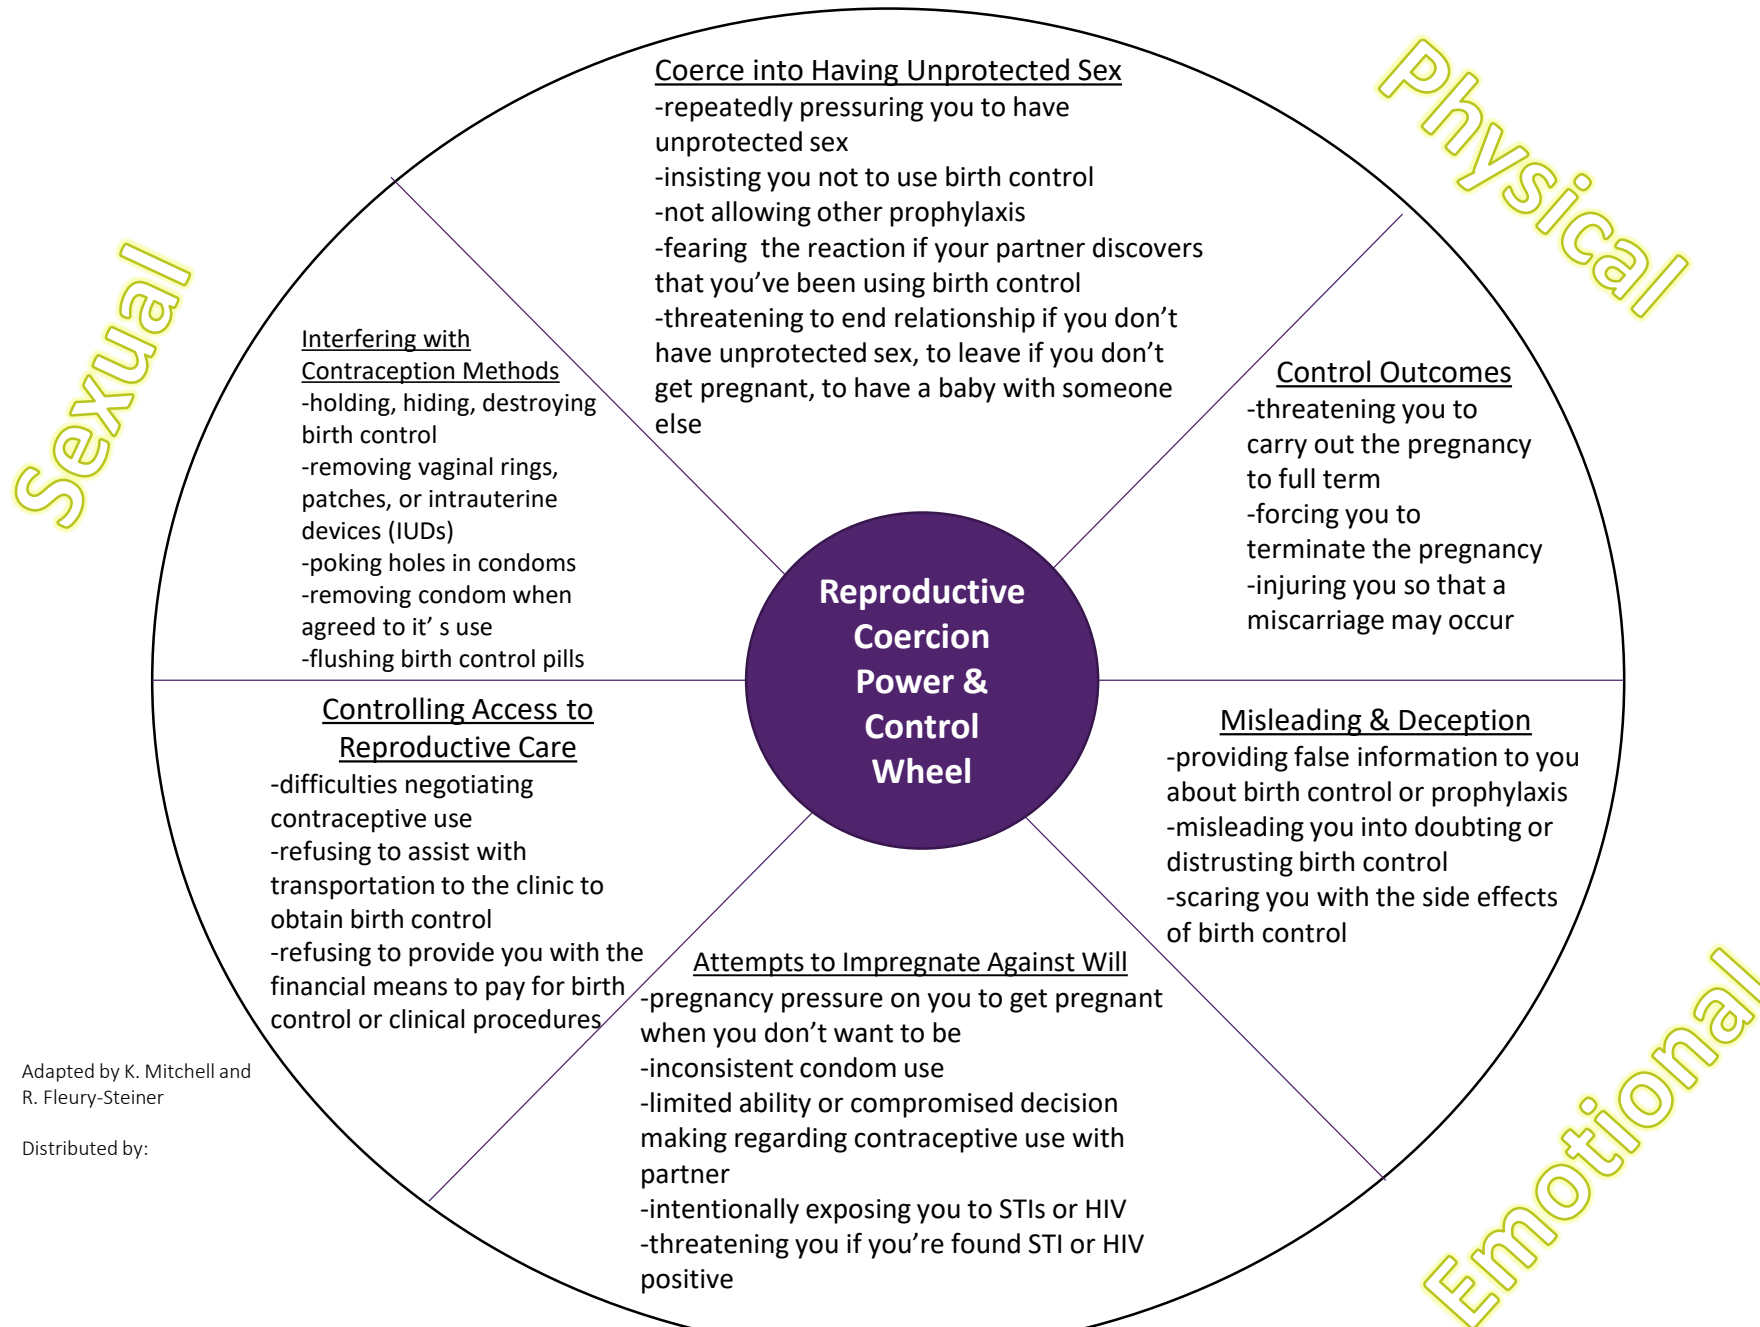 Coerce into Having Unprotected Sex
-repeatedly pressuring you to have
unprotected sex
-insisting you not to use birth control
-not allowing other prophylaxis
-fearing  the reaction if your partner discovers
that you’ve been using birth control
-threatening to end relationship if you don’t
have unprotected sex, to leave if you don’t
get pregnant, to have a baby with someone
else
Physical
Control Outcomes
-threatening you to
carry out the pregnancy
to full term
-forcing you to
terminate the pregnancy
-injuring you so that a
miscarriage may occur
Misleading & Deception
-providing false information to you
about birth control or prophylaxis
-misleading you into doubting or
distrusting birth control
-scaring you with the side effects
of birth control
Emotional
Attempts to Impregnate Against Will
-pregnancy pressure on you to get pregnant
when you don’t want to be
-inconsistent condom use
-limited ability or compromised decision
making regarding contraceptive use with
partner
-intentionally exposing you to STIs or HIV
-threatening you if you’re found STI or HIV
positive
Controlling Access to
Reproductive Care
-difficulties negotiating
contraceptive use
-refusing to assist with
transportation to the clinic to
obtain birth control
-refusing to provide you with the
financial means to pay for birth
control or clinical procedures
Sexual
Interfering with
Contraception Methods
-holding, hiding, destroying
birth control
-removing vaginal rings,
patches, or intrauterine
devices (IUDs)
-poking holes in condoms
-removing condom when
agreed to it’ s use
-flushing birth control pills
Reproductive
Coercion
Power &
Control
Wheel
Adapted by K. Mitchell and
R. Fleury-Steiner
Distributed by: